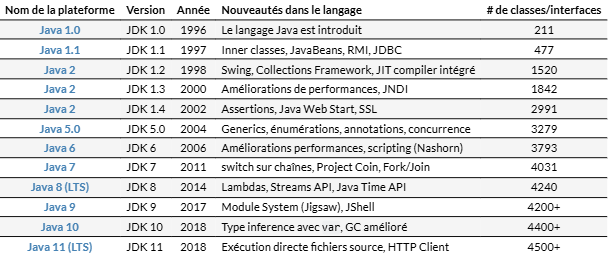 Nom de la plateforme Version Année Nouveautés dans le langage # de classes/interfaces
Java 1.0 JDK 1.0 1996 Le langage Java est introduit 211
Java 1.1 JDK 1.1 1997 Inner classes, JavaBeans, RMI, JDBC 477
Java 2 JDK 1.2 1998 Swing, Collections Framework, JIT compiler intégré 1520
Java 2 JDK 1.3 2000 Améliorations de performances, JNDI 1842
Java 2 JDK 1.4 2002 Assertions, Java Web Start, SSL 2991
Java 5.0 JDK 5.0 2004 Generics, énumérations, annotations, concurrence 3279
Java 6 JDK 6 2006 Améliorations de performances, scripting (Nashorn) 3793
Java 7 JDK 7 2011 switch sur chaînes, Project Coin, Fork/Join 4031
Java 8 (LTS) JDK 8 2014 Lambdas, Streams API, Java Time API 4240
Java 9 JDK 9 2017 Module System (Jigsaw), JShell 4200+
Java 10 JDK 10 2018 Type inference avec var, GC amélioré 4400+
Java 11 (LTS) JDK 11 2018 Exécution directe fichiers source, HTTP Client 4500+